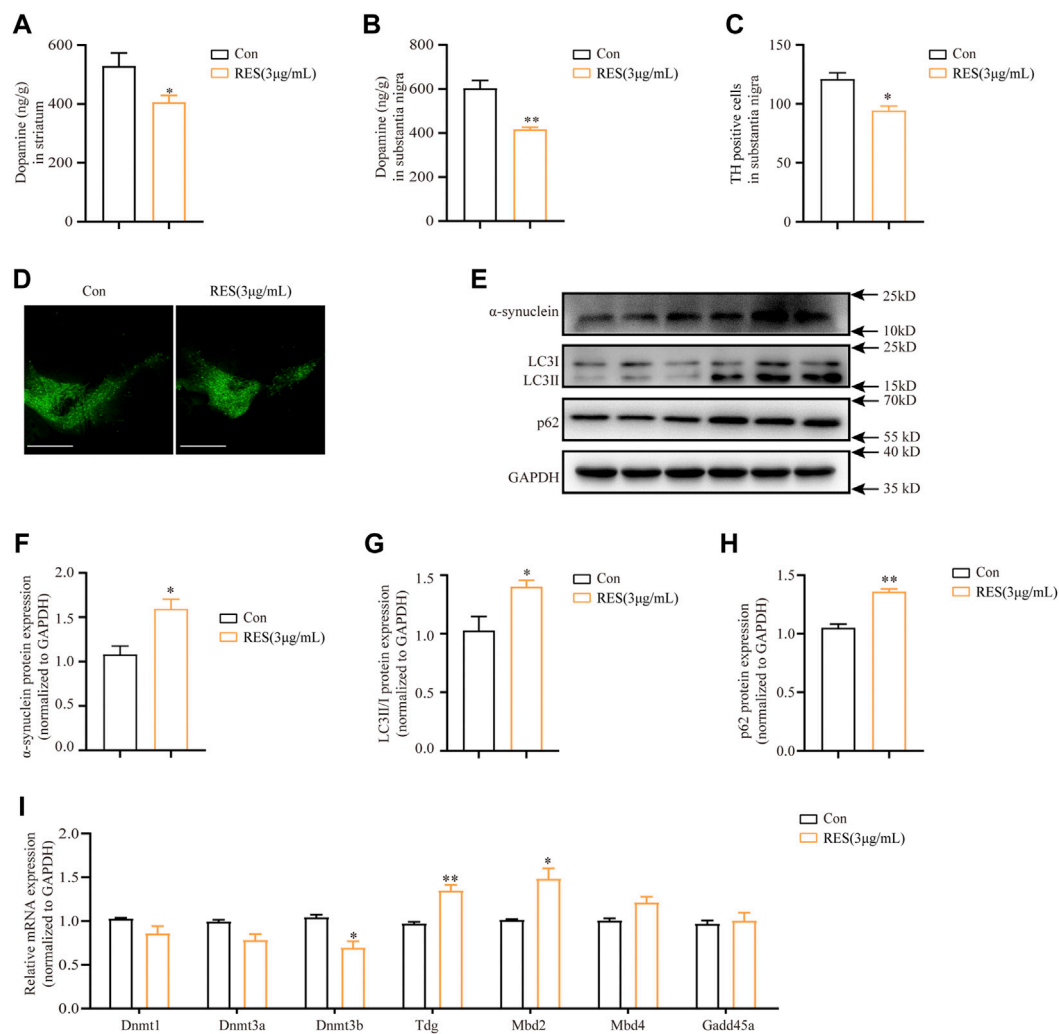 A
Dopamine (ng/g)
in striatum
600
400
200
0
*
Con
RES(3μg/mL)
B
Dopamine (ng/g)
in substantia nigra
800
600
400
200
0
**
Con
RES(3μg/mL)
C
TH positive cells
in substantia nigra
150
100
50
0
*
Con
RES(3μg/mL)
D
Con
RES(3μg/mL)
E
α-synuclein
25kD
10kD
LC3I
LC3II
25kD
15kD
p62
70kD
55 kD
GAPDH
40 kD
35 kD
F
α-synuclein protein expression
(normalized to GAPDH)
2.0
1.5
1.0
0.5
0.0
*
Con
RES(3μg/mL)
G
LC3II/I protein expression
(normalized to GAPDH)
1.5
1.0
0.5
0.0
*
Con
RES(3μg/mL)
H
p62 protein expression
(normalized to GAPDH)
1.5
1.0
0.5
0.0
**
Con
RES(3μg/mL)
I
Relative mRNA expression
(normalized to GAPDH)
2.0
1.5
1.0
0.5
0.0
*
**
*
Con
RES(3μg/mL)
Dnmt1 Dnmt3a Dnmt3b Tdg Mbd2 Mbd4 Gadd45a